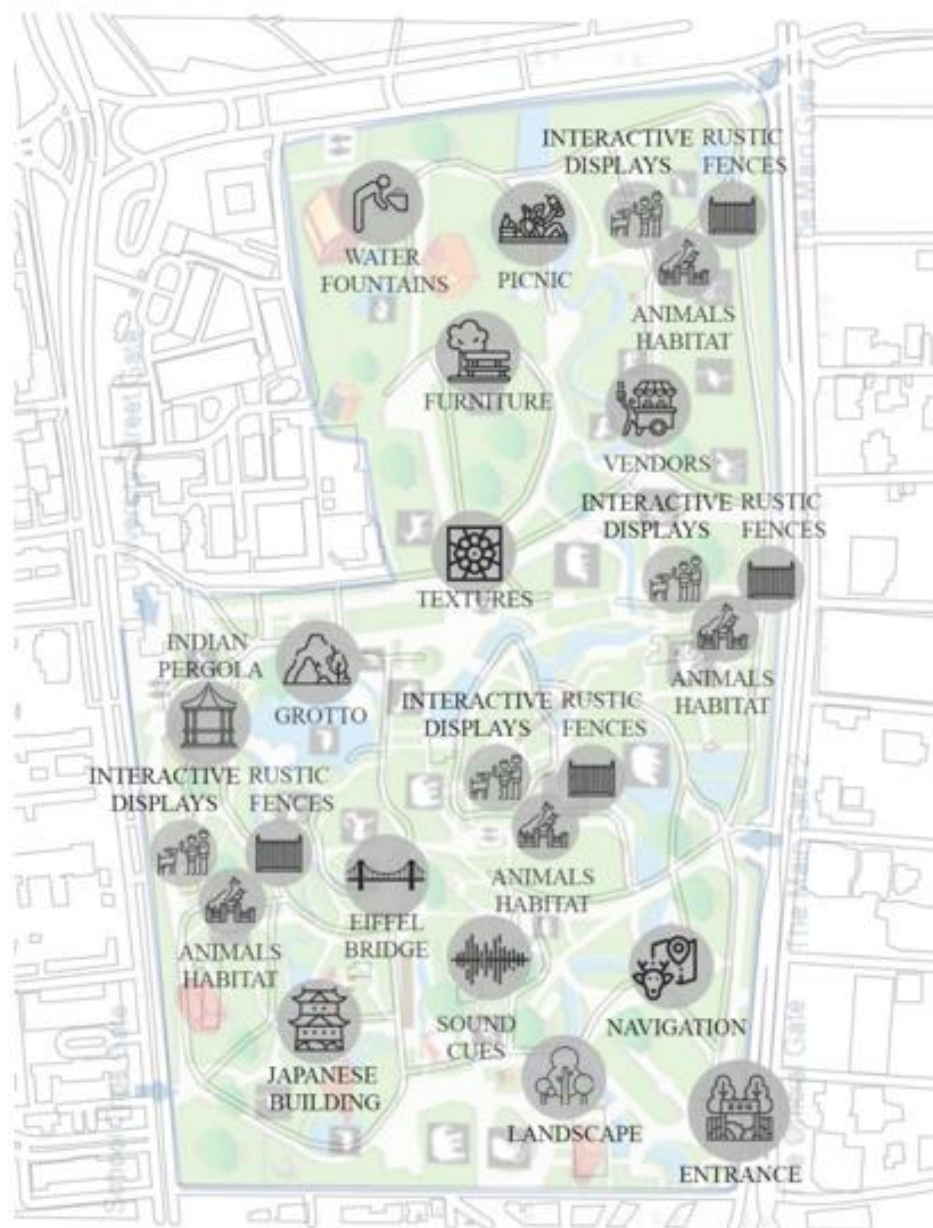 INTERACTIVE RUSTIC
DISPLAYS FENCES
WATER
FOUNTAINS
PICNIC
ANIMALS
HABITAT
FURNITURE
VENDORS
INTERACTIVE RUSTIC
DISPLAYS FENCES
TEXTURES
INDIAN
PERGOLA
GROTTO
ANIMALS
HABITAT
INTERACTIVE RUSTIC
DISPLAYS FENCES
INTERACTIVE RUSTIC
DISPLAYS FENCES
ANIMALS
HABITAT
EIFFEL
BRIDGE
ANIMALS
HABITAT
SOUND
CUES
NAVIGATION
JAPANESE
BUILDING
LANDSCAPE
ENTRANCE